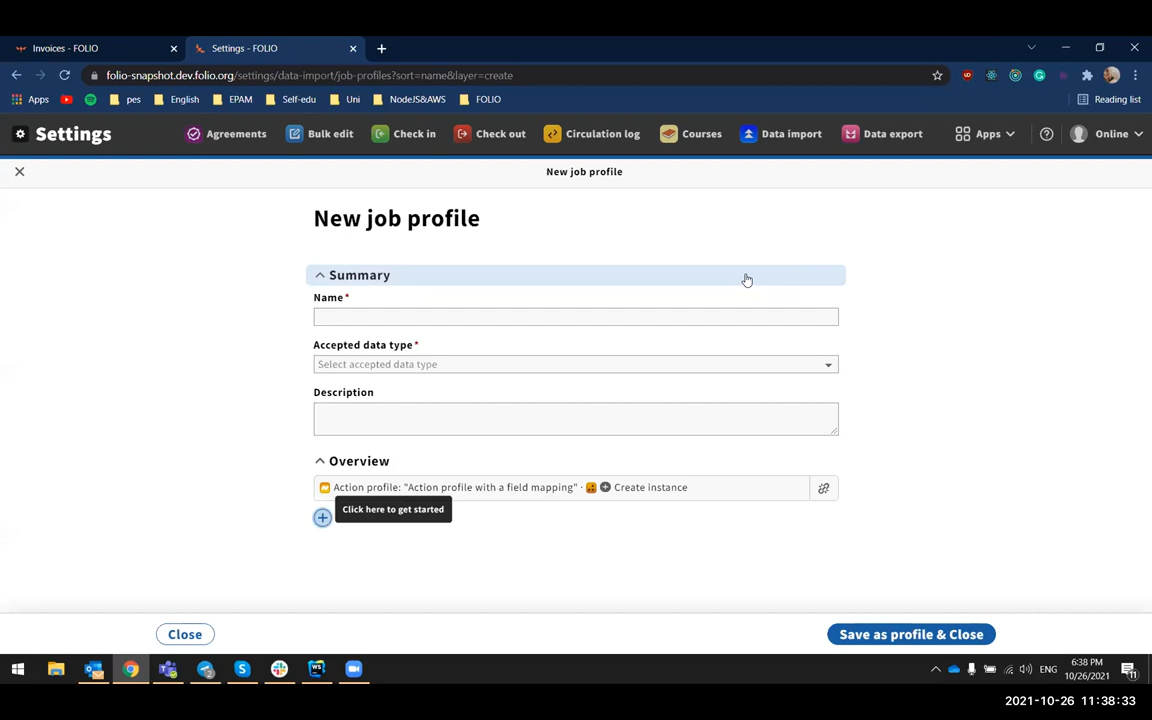 Invoices - FOLIO
Settings - FOLIO
folio-snapshot.dev.folio.org/settings/data-import/job-profiles?sort=name&layer=create
Apps
pes
English
EPAM
Self-edu
Uni
NodeJS&AWS
FOLIO
Reading list
Settings
Agreements
Bulk edit
Check in
Check out
Circulation log
Courses
Data import
Data export
Apps
Online
New job profile
New job profile
Summary
Name*
Accepted data type*
Select accepted data type
Description
Overview
Action profile: "Action profile with a field mapping" · Create instance
Click here to get started
Close
Save as profile & Close
ENG
6:38 PM
10/26/2021
2021-10-26 11:38:33